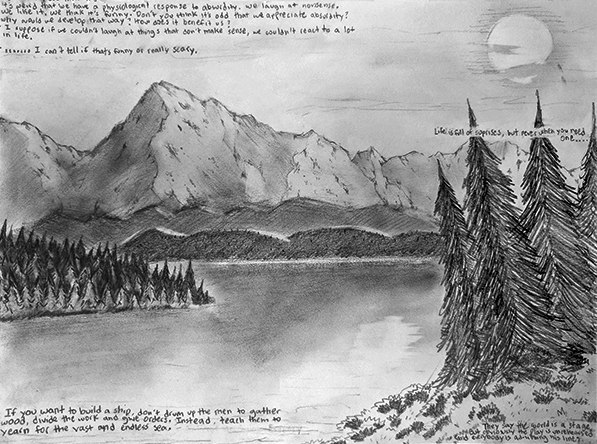 It's weird that we have a physiological response to absurdity. we laugh at nonsense.
We like it, we think it's funny. Don't you think it's odd that we appreciate absurdity?
Why would we develop that way? How does it benefit us?
I suppose if we couldn't laugh at things that don't make sense, we couldn't react to a lot
in life.
....... I can't tell if that's funny or really scary.
Life is full of suprises, but never when you need
one....
If you want to build a ship, don't drum up the men to gather
wood, divide the work and give orders. Instead, teach them to
yearn for the vast and endless sea.
They say the world is a stage
But obviously the play is unrehearsed
and everybody is ad-libbing his lines